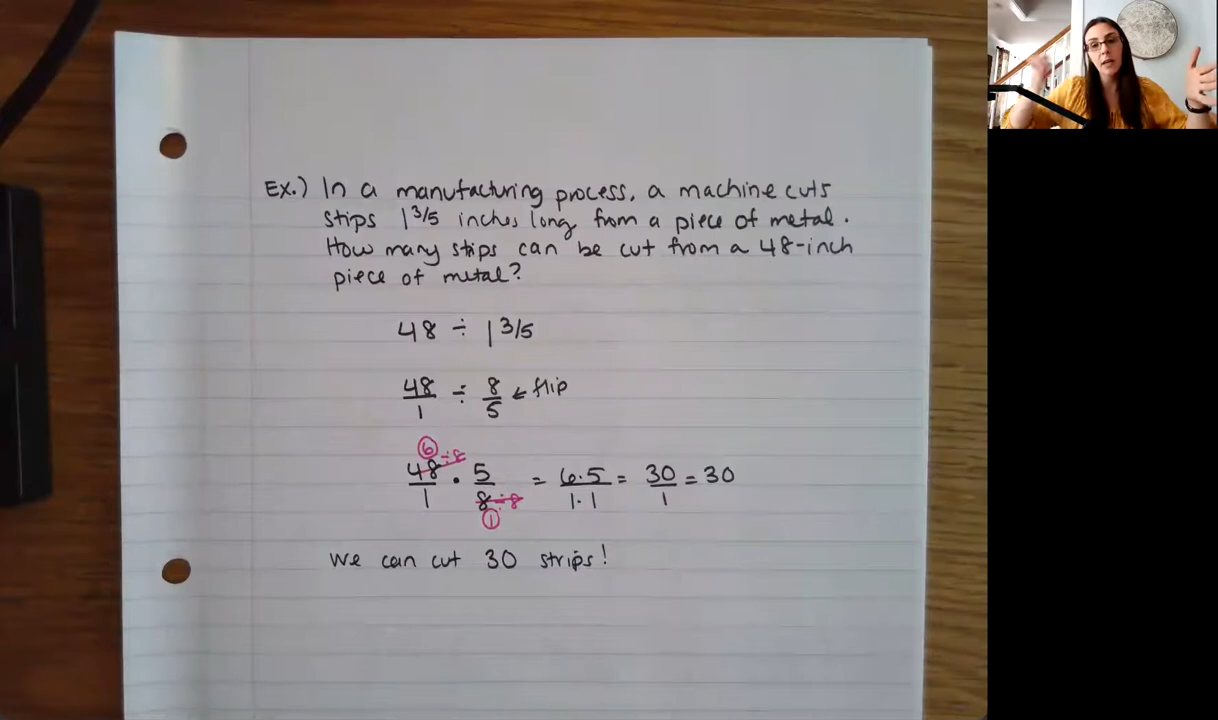 Ex.) In a manufacturing process, a machine cuts
stips 1 3/5 inches long from a piece of metal.
How many stips can be cut from a 48-inch
piece of metal?
48 ÷ 1 3/5
48/1 ÷ 8/5 ← flip
6 ÷8
48/1 · 5/8 ÷8 = 6·5/1·1 = 30/1 = 30
1
We can cut 30 strips!